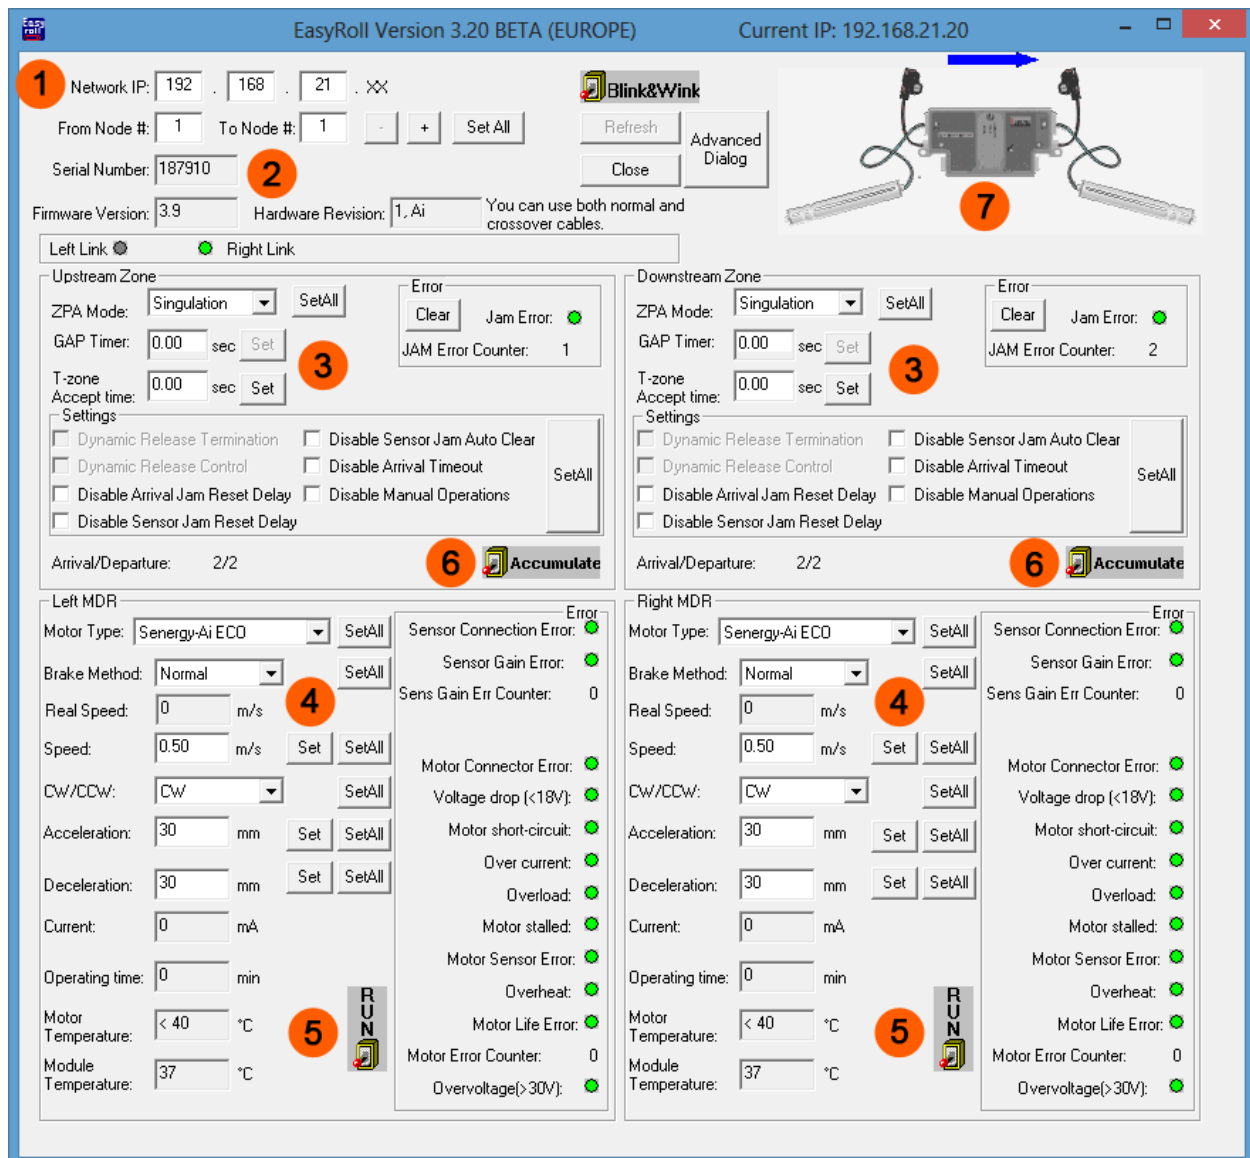 Easy roll EasyRoll Version 3.20 BETA (EUROPE) Current IP: 192.168.21.20
1 Network IP: 192 . 168 . 21 . XX Blink&Wink
From Node #: 1 To Node #: 1 - + Set All Refresh Advanced Dialog
Serial Number: 187910 2 Close
7
Firmware Version: 3.9 Hardware Revision: 1, Ai You can use both normal and crossover cables.
Left Link Right Link
Upstream Zone
ZPA Mode: Singulation SetAll
GAP Timer: 0.00 sec Set
3
T-zone Accept time: 0.00 sec Set
Error
Clear Jam Error:
JAM Error Counter: 1
Settings
Dynamic Release Termination Disable Sensor Jam Auto Clear
Dynamic Release Control Disable Arrival Timeout
Disable Arrival Jam Reset Delay Disable Manual Operations
Disable Sensor Jam Reset Delay
SetAll
Arrival/Departure: 2/2 6 Accumulate
Downstream Zone
ZPA Mode: Singulation SetAll
GAP Timer: 0.00 sec Set
3
T-zone Accept time: 0.00 sec Set
Error
Clear Jam Error:
JAM Error Counter: 2
Settings
Dynamic Release Termination Disable Sensor Jam Auto Clear
Dynamic Release Control Disable Arrival Timeout
Disable Arrival Jam Reset Delay Disable Manual Operations
Disable Sensor Jam Reset Delay
SetAll
Arrival/Departure: 2/2 6 Accumulate
Left MDR
Motor Type: Senergy-Ai ECO SetAll
Brake Method: Normal SetAll
4
Real Speed: 0 m/s
Speed: 0.50 m/s Set SetAll
CW/CCW: CW SetAll
Acceleration: 30 mm Set SetAll
Deceleration: 30 mm Set SetAll
Current: 0 mA
Operating time: 0 min
Motor Temperature: < 40 °C
5 RUN
Module Temperature: 37 °C
Error
Sensor Connection Error:
Sensor Gain Error:
Sens Gain Err Counter: 0
Motor Connector Error:
Voltage drop (<18V):
Motor short-circuit:
Over current:
Overload:
Motor stalled:
Motor Sensor Error:
Overheat:
Motor Life Error:
Motor Error Counter: 0
Overvoltage(>30V):
Right MDR
Motor Type: Senergy-Ai ECO SetAll
Brake Method: Normal SetAll
4
Real Speed: 0 m/s
Speed: 0.50 m/s Set SetAll
CW/CCW: CW SetAll
Acceleration: 30 mm Set SetAll
Deceleration: 30 mm Set SetAll
Current: 0 mA
Operating time: 0 min
Motor Temperature: < 40 °C
5 RUN
Module Temperature: 37 °C
Error
Sensor Connection Error:
Sensor Gain Error:
Sens Gain Err Counter: 0
Motor Connector Error:
Voltage drop (<18V):
Motor short-circuit:
Over current:
Overload:
Motor stalled:
Motor Sensor Error:
Overheat:
Motor Life Error:
Motor Error Counter: 0
Overvoltage(>30V):